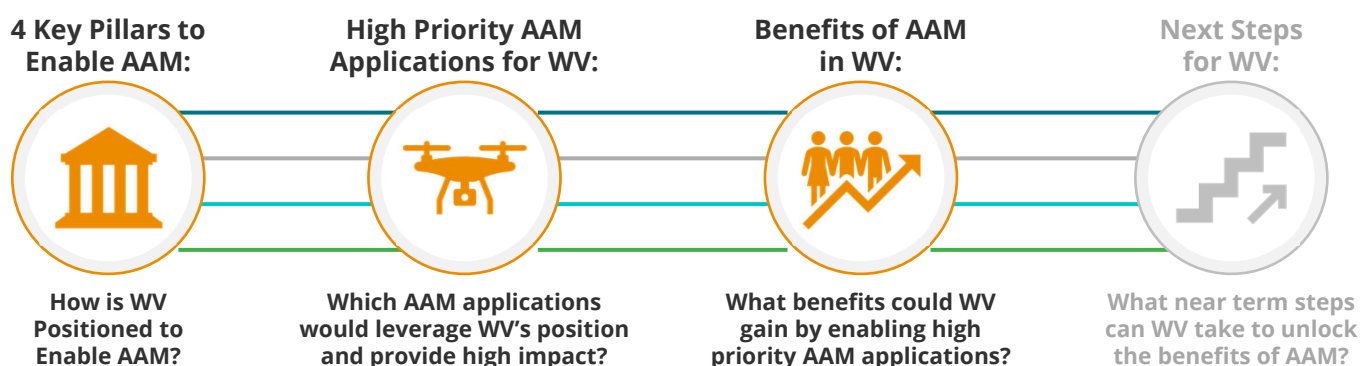 4 Key Pillars to
Enable AAM:
High Priority AAM
Applications for WV:
Benefits of AAM
in WV:
Next Steps
for WV:
How is WV
Positioned to
Enable AAM?
Which AAM applications
would leverage WV's position
and provide high impact?
What benefits could WV
gain by enabling high
priority AAM applications?
What near term steps
can WV take to unlock
the benefits of AAM?